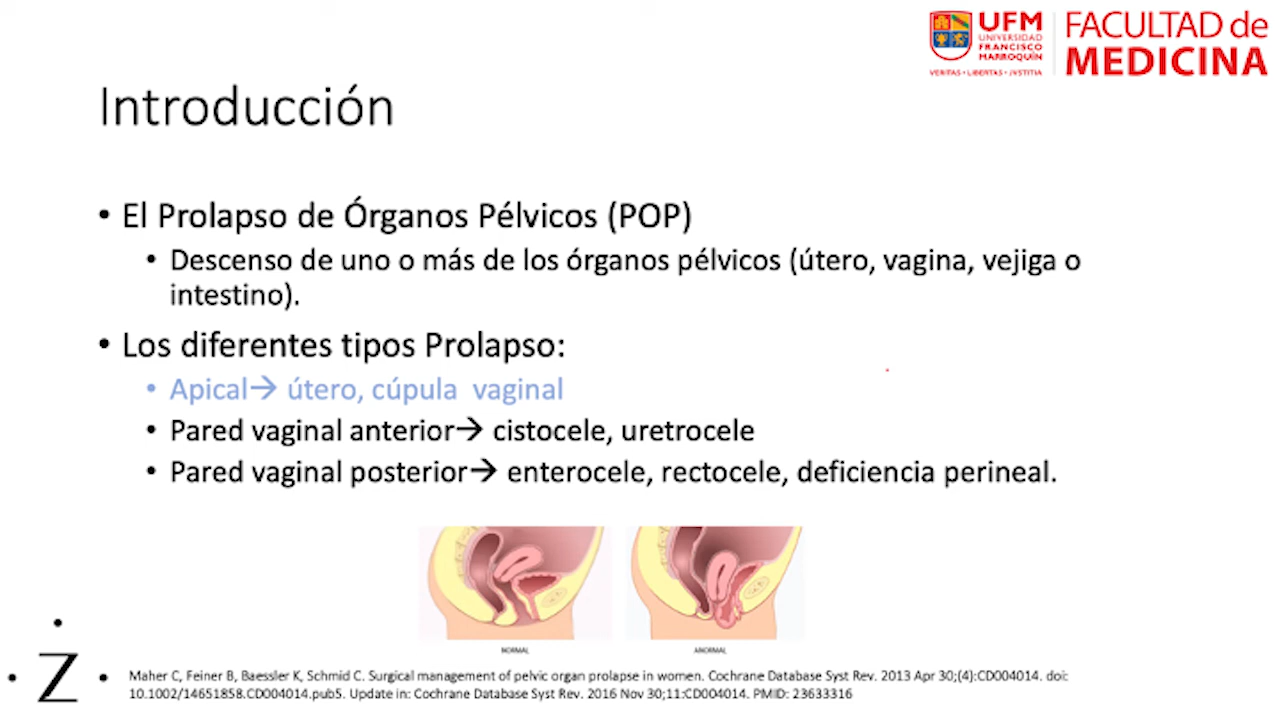 UFM
UNIVERSIDAD
FRANCISCO
MARROQUÍN
VERITAS • LIBERTAS • JVSTITIA
FACULTAD de
MEDICINA
Introducción
• El Prolapso de Órganos Pélvicos (POP)
• Descenso de uno o más de los órganos pélvicos (útero, vagina, vejiga o
intestino).
• Los diferentes tipos Prolapso:
• Apical→ útero, cúpula vaginal
• Pared vaginal anterior→ cistocele, uretrocele
• Pared vaginal posterior→ enterocele, rectocele, deficiencia perineal.
NORMAL
ANORMAL
Z
• Maher C, Feiner B, Baessler K, Schmid C. Surgical management of pelvic organ prolapse in women. Cochrane Database Syst Rev. 2013 Apr 30;(4):CD004014. doi:
10.1002/14651858.CD004014.pub5. Update in: Cochrane Database Syst Rev. 2016 Nov 30;11:CD004014. PMID: 23633316